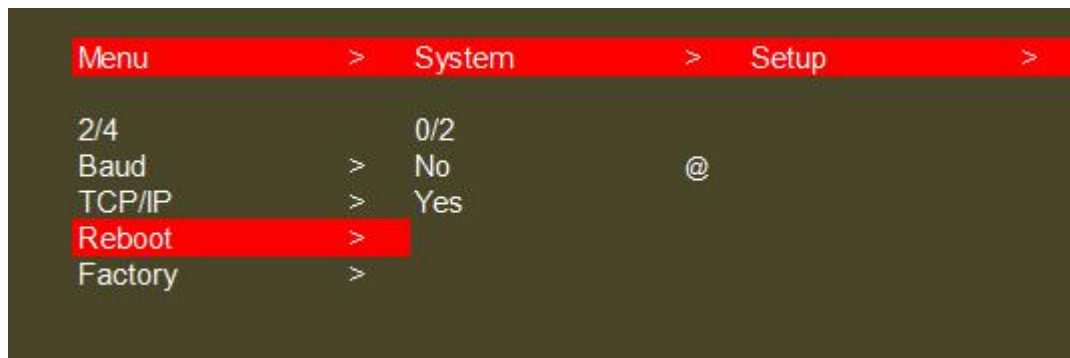 Menu > System > Setup >
2/4 0/2
Baud > No @
TCP/IP > Yes
Reboot >
Factory >